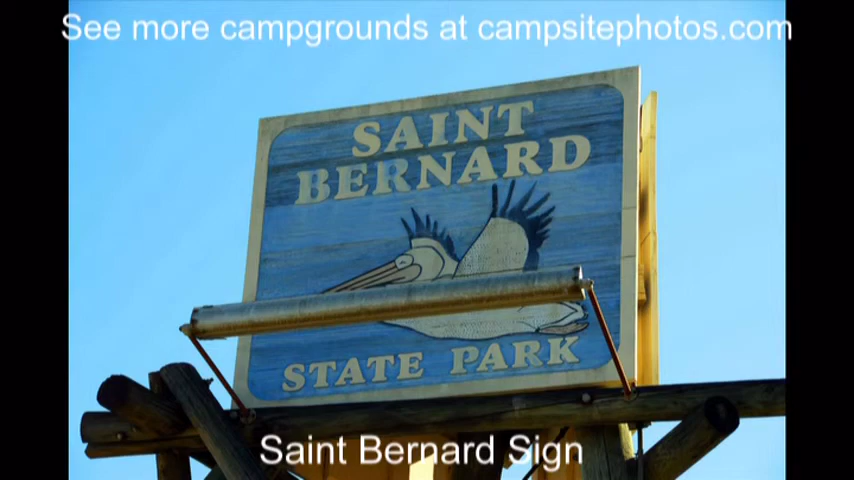 See more campgrounds at campsitephotos.com
SAINT
BERNARD
STATE PARK
Saint Bernard Sign